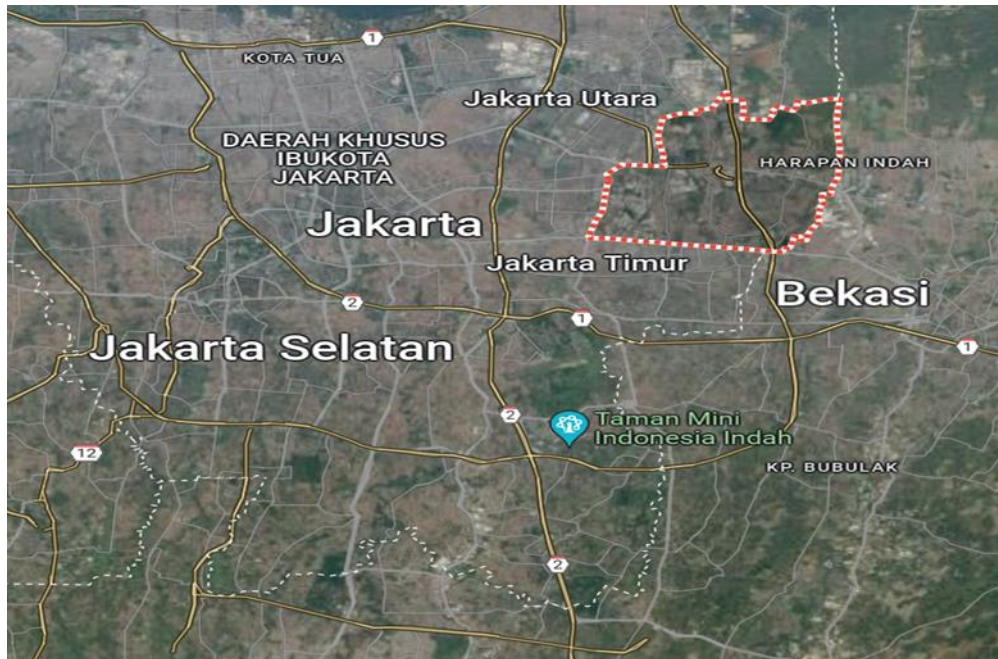 1
KOTA TUA
Jakarta Utara
DAERAH KHUSUS
IBUKOTA
JAKARTA
HARAPAN INDAH
Jakarta
Jakarta Timur
Bekasi
2
1
Jakarta Selatan
1
2
Taman Mini
Indonesia Indah
12
KP. BUBULAK
2